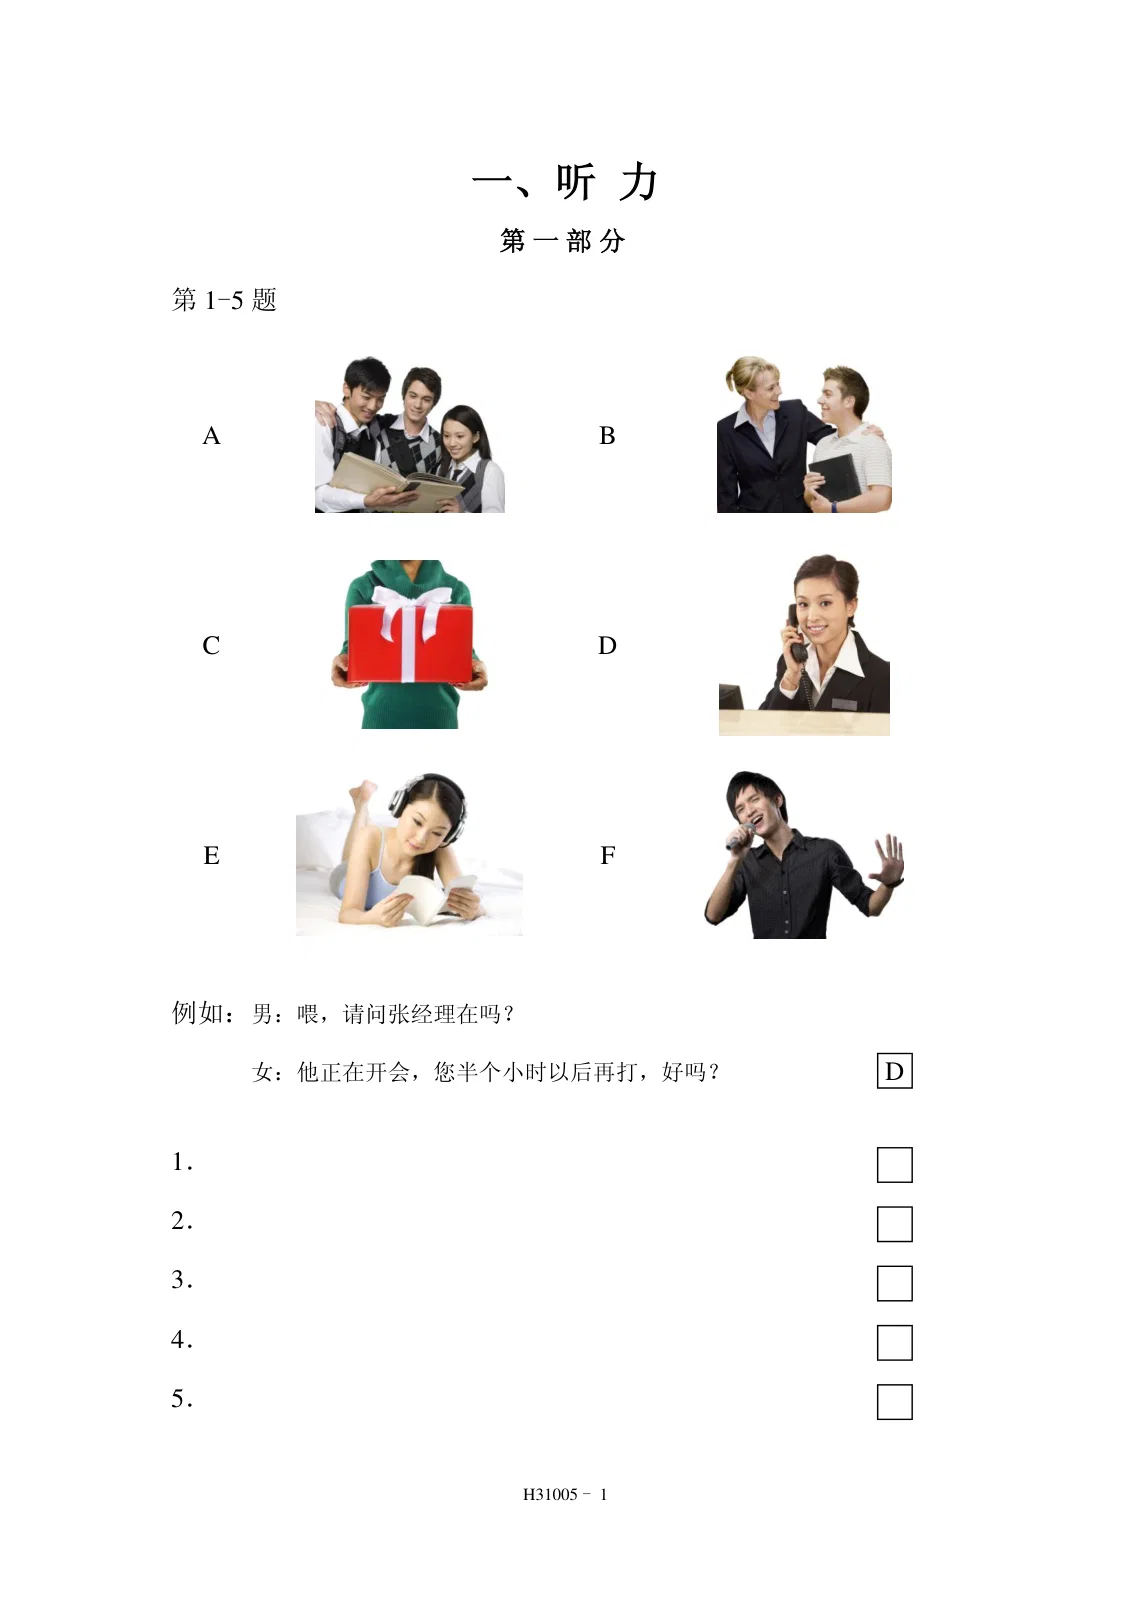 一、听 力
第一部分
第 1-5 题
A
B
C
D
E
F
例如：男：喂，请问张经理在吗？
女：他正在开会，您半个小时以后再打，好吗？ D
1.
2.
3.
4.
5.
H31005 - 1